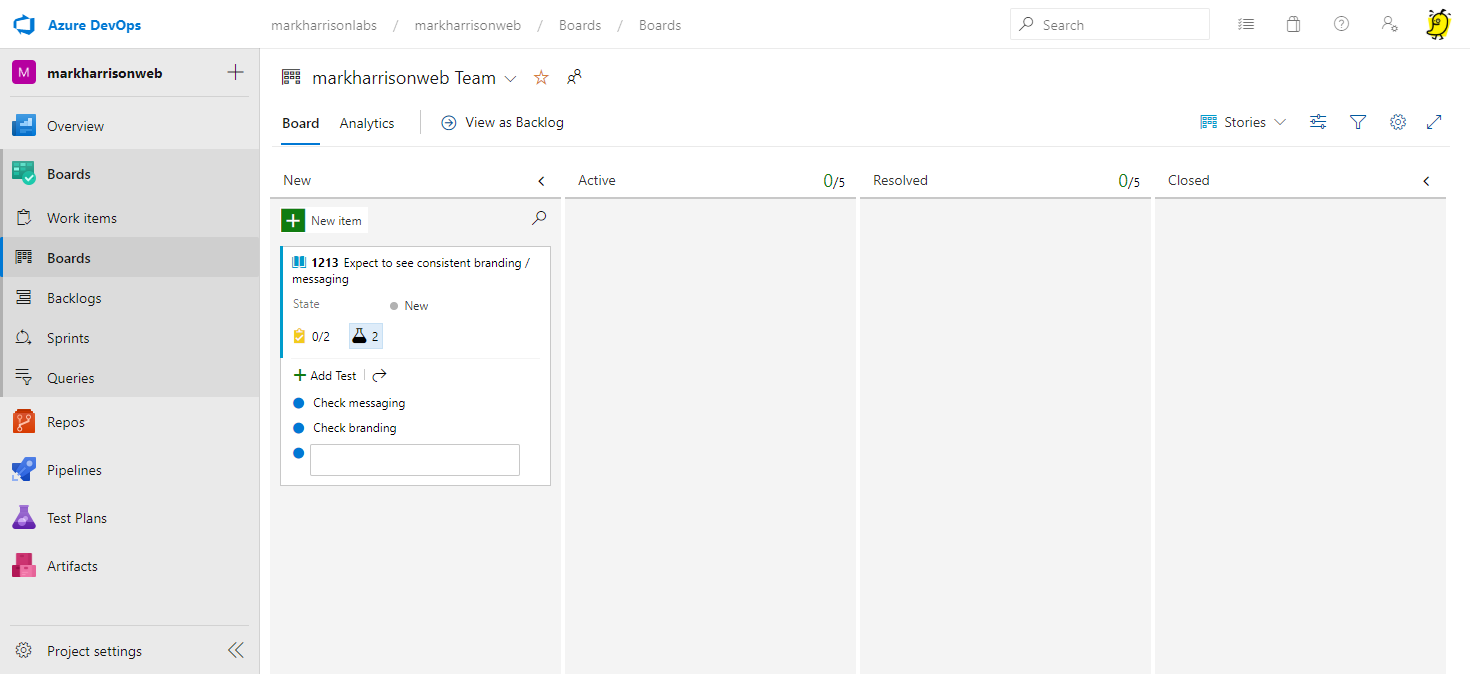 Azure DevOps
markharrisonlabs / markharrisonweb / Boards / Boards
Search
M markharrisonweb
Overview
Boards
Work items
Boards
Backlogs
Sprints
Queries
Repos
Pipelines
Test Plans
Artifacts
Project settings
markharrisonweb Team
Board Analytics View as Backlog
Stories
New
Active 0/5
Resolved 0/5
Closed
New item
1213 Expect to see consistent branding /
messaging
State New
0/2 2
Add Test
Check messaging
Check branding